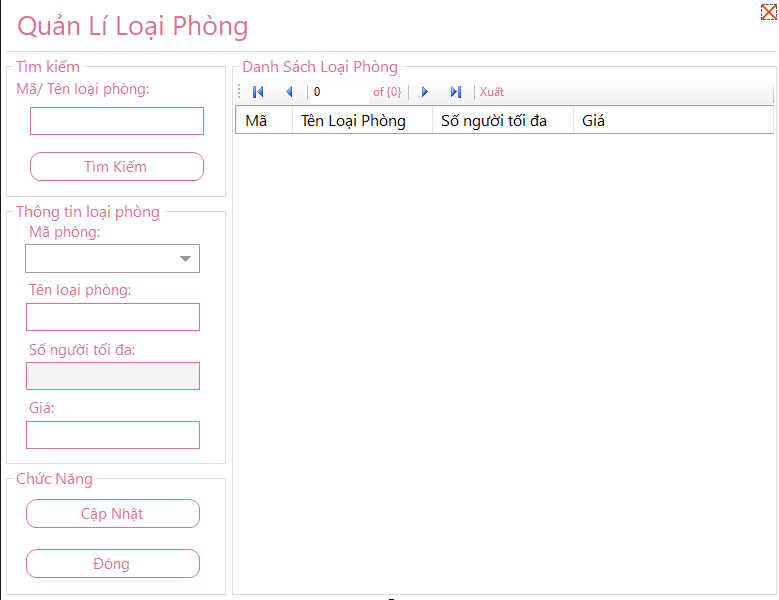 Quản Lí Loại Phòng
Tìm kiếm
Mã/ Tên loại phòng:
Tìm Kiếm
Thông tin loại phòng
Mã phòng:
Tên loại phòng:
Số người tối đa:
Giá:
Chức Năng
Cập Nhật
Đóng
Danh Sách Loại Phòng
0 of {0} Xuất
Mã Tên Loại Phòng Số người tối đa Giá